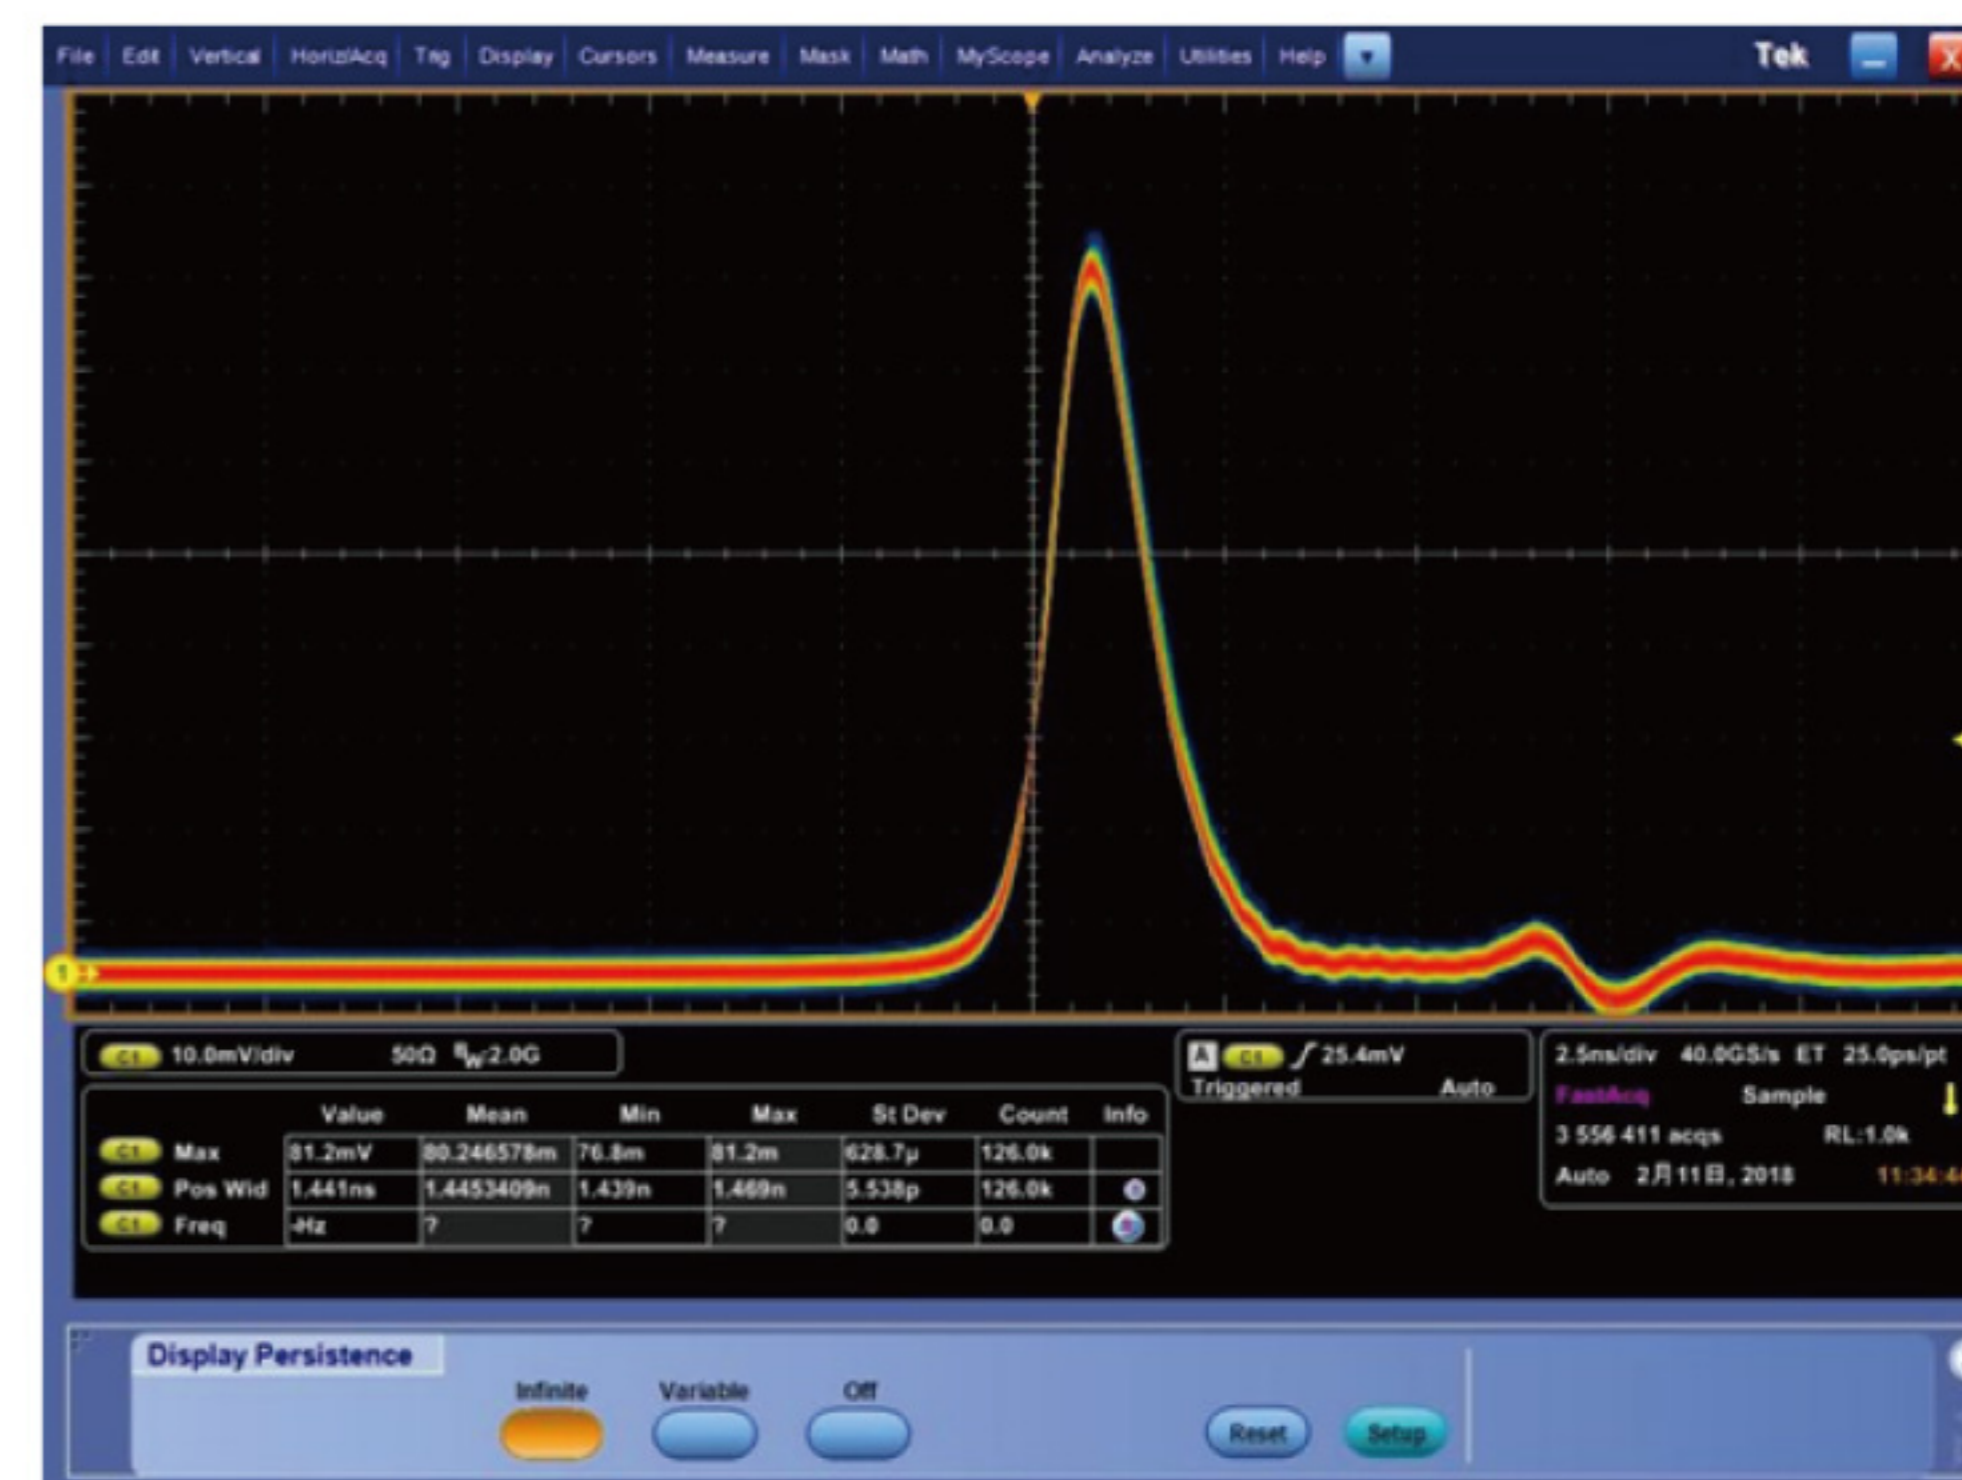 File Edit Vertical Horiz/Acq Trig Display Cursors Measure Mask Math MyScope Analyze Utilities Help Tek X
1
C1 10.0mV/div 50Ω BW:2.0G
A C1 25.4mV
Triggered Auto
2.5ns/div 40.0GS/s ET 25.0ps/pt
FastAcq Sample
3 556 411 acqs RL:1.0k
Auto 2月11日, 2018
Value Mean Min Max St Dev Count Info
C1 Max 81.2mV 80.246578m 76.8m 81.2m 628.7µ 126.0k
C1 Pos Wid 1.441ns 1.4453409n 1.439n 1.469n 5.538p 126.0k
C1 Freq -Hz ? ? ? 0.0 0.0
Display Persistence
Infinite Variable Off
Reset Setup